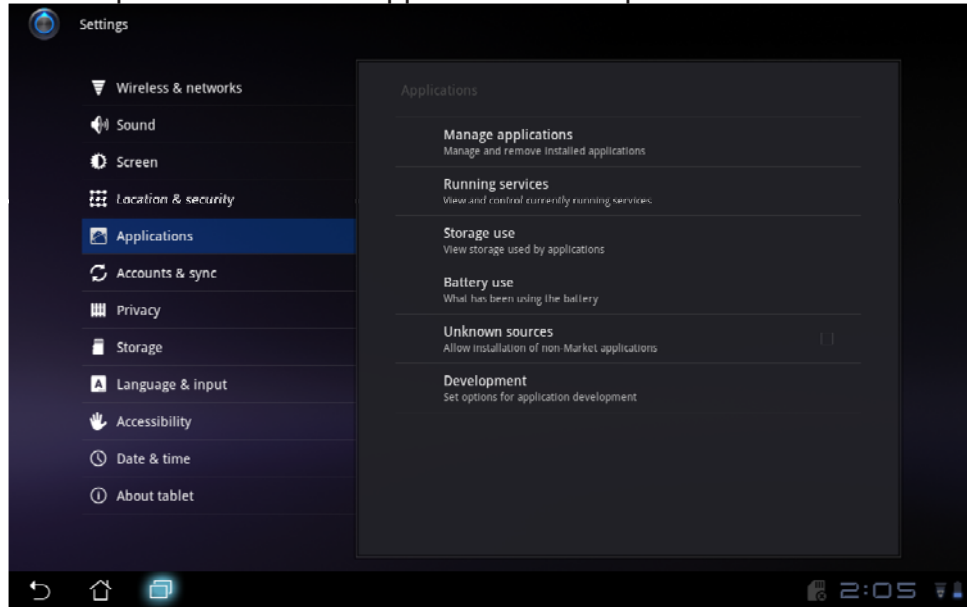 Settings
Wireless & networks
Sound
Screen
Location & security
Applications
Accounts & sync
Privacy
Storage
Language & input
Accessibility
Date & time
About tablet
Applications
Manage applications
Manage and remove installed applications
Running services
View and control currently running services
Storage use
View storage used by applications
Battery use
What has been using the battery
Unknown sources
Allow installation of non-Market applications
Development
Set options for application development
2:05